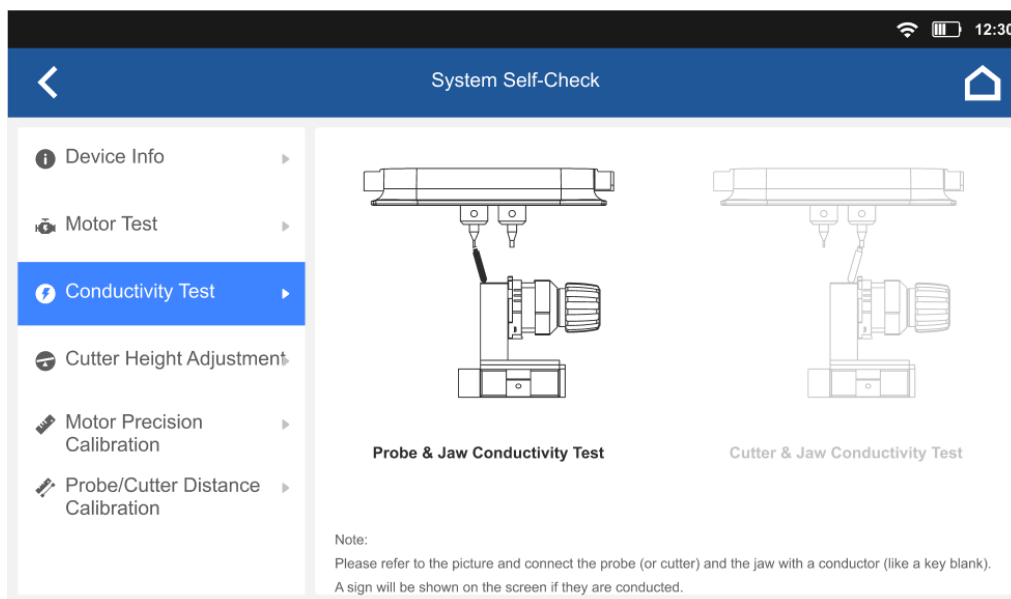 12:30
System Self-Check
Device Info
Motor Test
Conductivity Test
Cutter Height Adjustment
Motor Precision
Calibration
Probe/Cutter Distance
Calibration
Probe & Jaw Conductivity Test
Cutter & Jaw Conductivity Test
Note:
Please refer to the picture and connect the probe (or cutter) and the jaw with a conductor (like a key blank).
A sign will be shown on the screen if they are conducted.